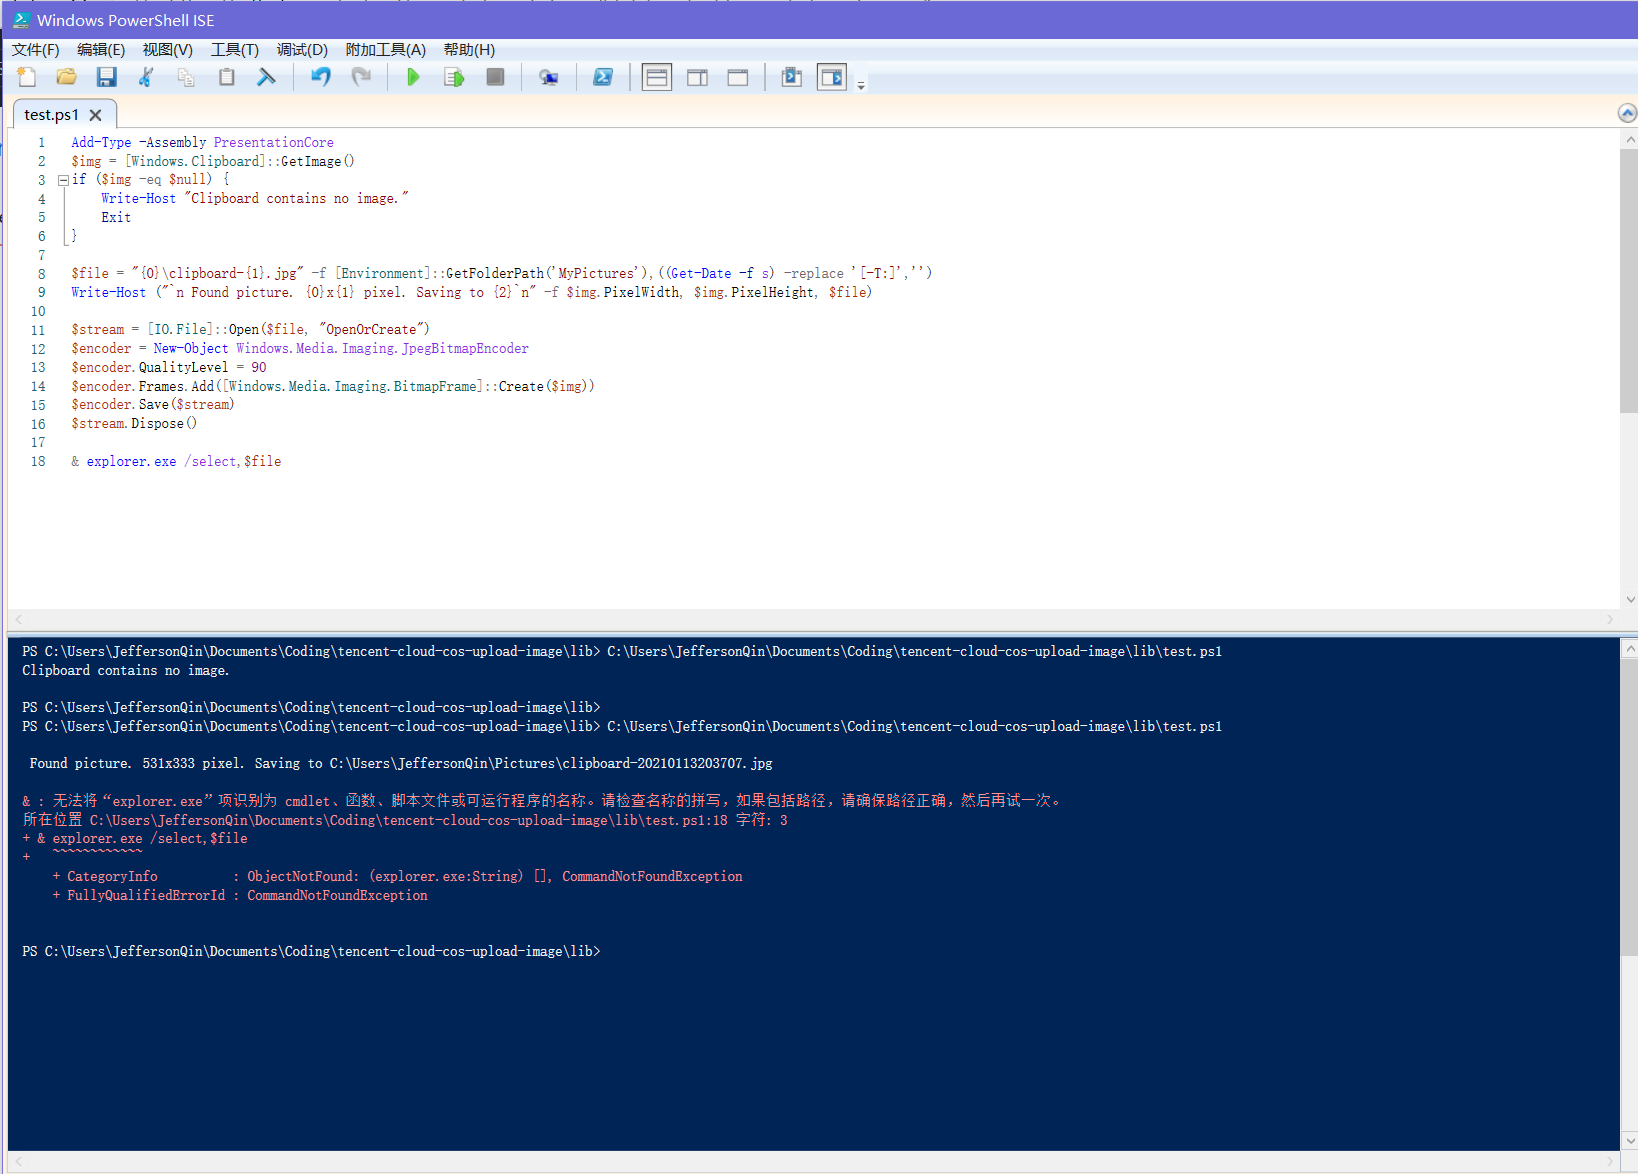 Windows PowerShell ISE
文件(F) 编辑(E) 视图(V) 工具(T) 调试(D) 附加工具(A) 帮助(H)
test.ps1
1 Add-Type -Assembly PresentationCore
2 $img = [Windows.Clipboard]::GetImage()
3 if ($img -eq $null) {
4 Write-Host "Clipboard contains no image."
5 Exit
6 }
7
8 $file = "{0}\clipboard-{1}.jpg" -f [Environment]::GetFolderPath('MyPictures'),((Get-Date -f s) -replace '[-T:]','')
9 Write-Host ("`n Found picture. {0}x{1} pixel. Saving to {2}`n" -f $img.PixelWidth, $img.PixelHeight, $file)
10
11 $stream = [IO.File]::Open($file, "OpenOrCreate")
12 $encoder = New-Object Windows.Media.Imaging.JpegBitmapEncoder
13 $encoder.QualityLevel = 90
14 $encoder.Frames.Add([Windows.Media.Imaging.BitmapFrame]::Create($img))
15 $encoder.Save($stream)
16 $stream.Dispose()
17
18 & explorer.exe /select,$file
PS C:\Users\JeffersonQin\Documents\Coding\tencent-cloud-cos-upload-image\lib> C:\Users\JeffersonQin\Documents\Coding\tencent-cloud-cos-upload-image\lib\test.ps1
Clipboard contains no image.
PS C:\Users\JeffersonQin\Documents\Coding\tencent-cloud-cos-upload-image\lib>
PS C:\Users\JeffersonQin\Documents\Coding\tencent-cloud-cos-upload-image\lib> C:\Users\JeffersonQin\Documents\Coding\tencent-cloud-cos-upload-image\lib\test.ps1
Found picture. 531x333 pixel. Saving to C:\Users\JeffersonQin\Pictures\clipboard-20210113203707.jpg
& : 无法将“explorer.exe”项识别为 cmdlet、函数、脚本文件或可运行程序的名称。请检查名称的拼写，如果包括路径，请确保路径正确，然后再试一次。
所在位置 C:\Users\JeffersonQin\Documents\Coding\tencent-cloud-cos-upload-image\lib\test.ps1:18 字符: 3
+ & explorer.exe /select,$file
+ ~~~~~~~~~~~~
+ CategoryInfo : ObjectNotFound: (explorer.exe:String) [], CommandNotFoundException
+ FullyQualifiedErrorId : CommandNotFoundException
PS C:\Users\JeffersonQin\Documents\Coding\tencent-cloud-cos-upload-image\lib>